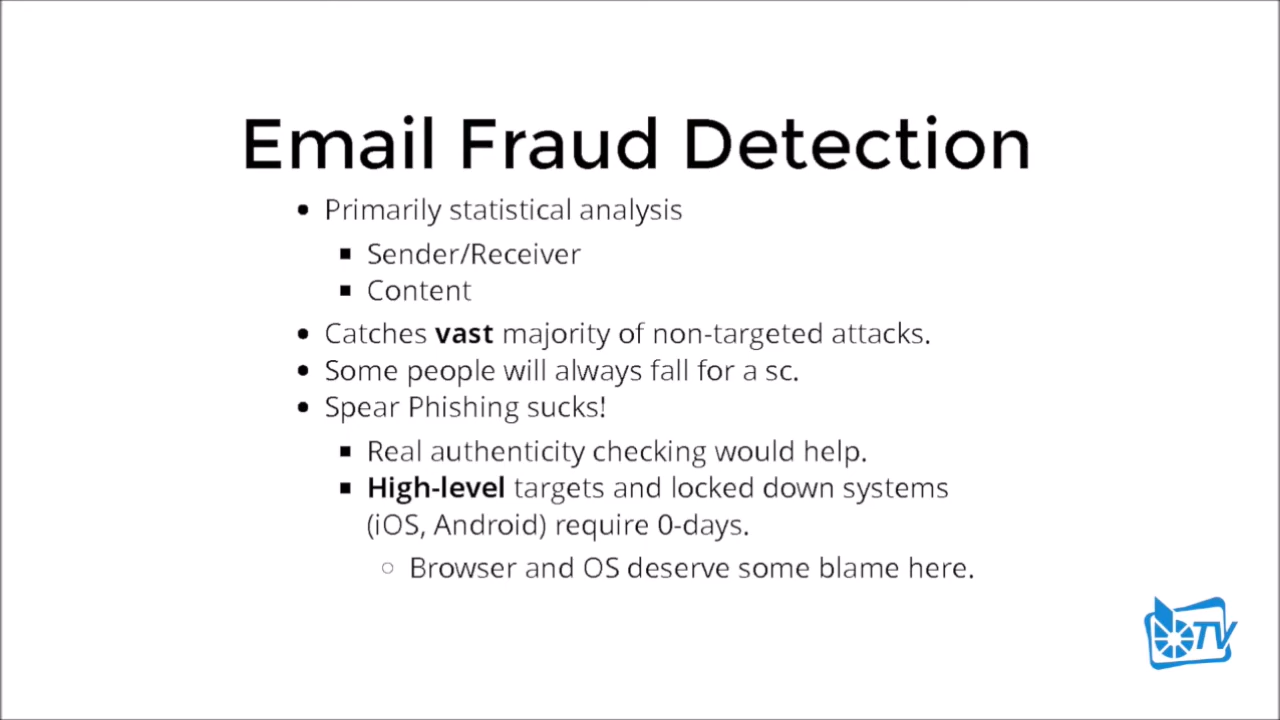 Email Fraud Detection
Primarily statistical analysis
Sender/Receiver
Content
Catches vast majority of non-targeted attacks.
Some people will always fall for a sc.
Spear Phishing sucks!
Real authenticity checking would help.
High-level targets and locked down systems
(iOS, Android) require 0-days.
Browser and OS deserve some blame here.
TV